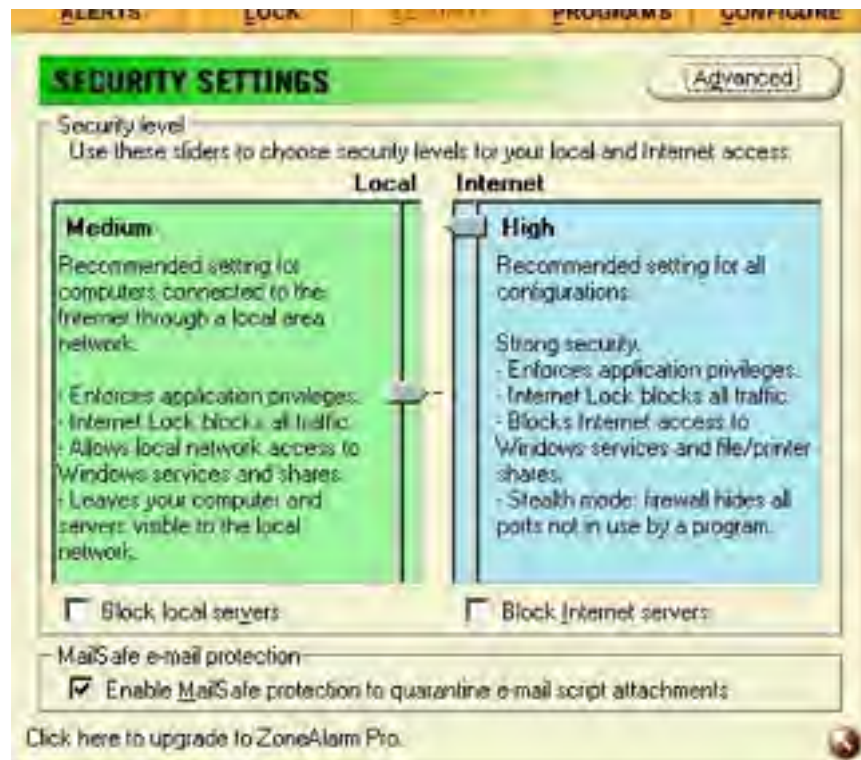 ALERTS LOCK PROGRAMS CONFIGURE
SECURITY SETTINGS
Advanced
Security level
Use these sliders to choose security levels for your local and Internet access
Local Internet
Medium
Recommended setting for
computers connected to the
Internet through a local area
network.
- Enforces application privileges.
- Internet Lock blocks all traffic.
- Allows local network access to
Windows services and shares.
- Leaves your computer and
servers visible to the local
network.
High
Recommended setting for all
configurations.
Strong security.
- Enforces application privileges.
- Internet Lock blocks all traffic.
- Blocks Internet access to
Windows services and file/printer
shares.
- Stealth mode: firewall hides all
ports not in use by a program.
Block local servers
Block Internet servers
MailSafe e-mail protection
Enable MailSafe protection to quarantine e-mail script attachments
Click here to upgrade to ZoneAlarm Pro.